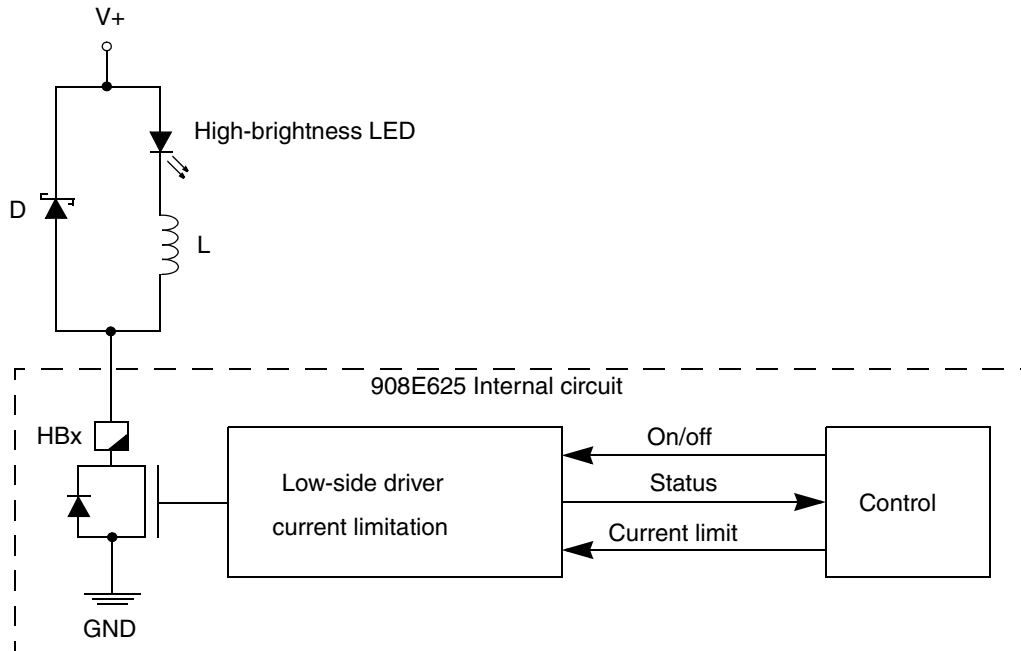 V+
High-brightness LED
D
L
908E625 Internal circuit
HBx
On/off
Low-side driver
current limitation
Status
Control
Current limit
GND